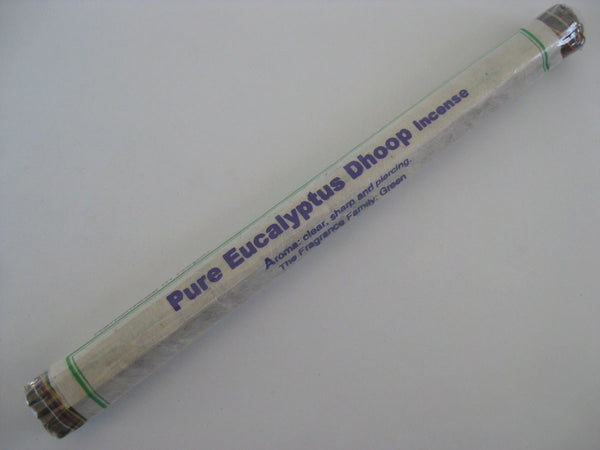 Pure Eucalyptus Dhoop Incense
Aroma: clear, sharp and piercing.
The Fragrance Family: Green